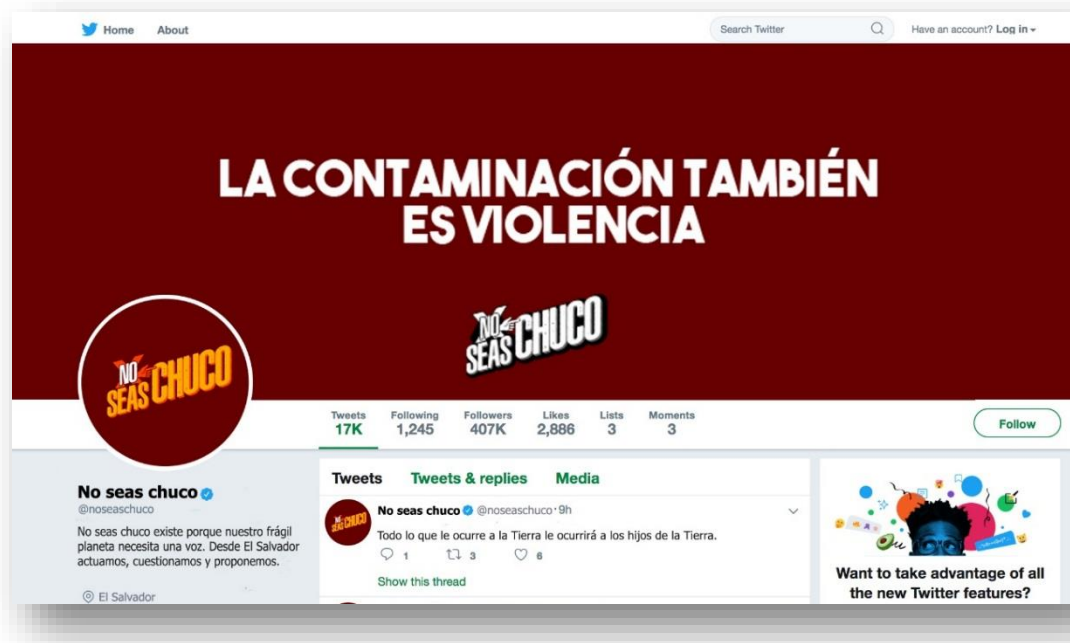 Home About Search Twitter Have an account? Log in
LA CONTAMINACIÓN TAMBIÉN
ES VIOLENCIA
NO
SEAS CHUCO
NO
SEAS CHUCO
Tweets Following Followers Likes Lists Moments
17K 1,245 407K 2,886 3 3
Follow
No seas chuco
@noseaschuco
No seas chuco existe porque nuestro frágil
planeta necesita una voz. Desde El Salvador
actuamos, cuestionamos y proponemos.
El Salvador
Tweets Tweets & replies Media
NO
SEAS CHUCO
No seas chuco @noseaschuco · 9h
Todo lo que le ocurre a la Tierra le ocurrirá a los hijos de la Tierra.
1 3 6
Show this thread
Want to take advantage of all
the new Twitter features?